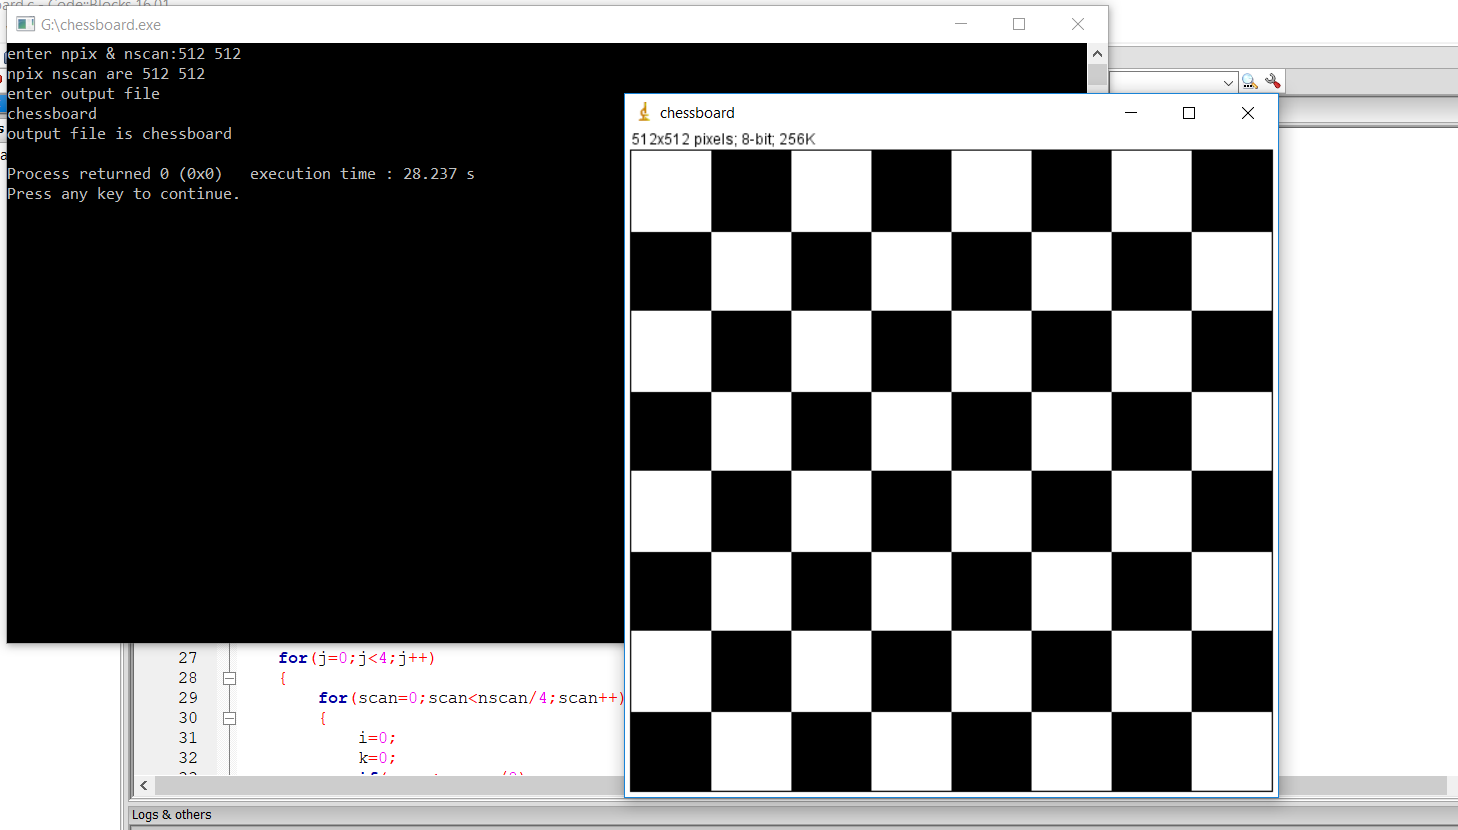 G:\chessboard.exe
enter npix & nscan:512 512
npix nscan are 512 512
enter output file
chessboard
output file is chessboard
Process returned 0 (0x0)   execution time : 28.237 s
Press any key to continue.
chessboard
512x512 pixels; 8-bit; 256K
27 for(j=0;j<4;j++)
28 {
29 for(scan=0;scan<nscan/4;scan++)
30 {
31 i=0;
32 k=0;
Logs & others